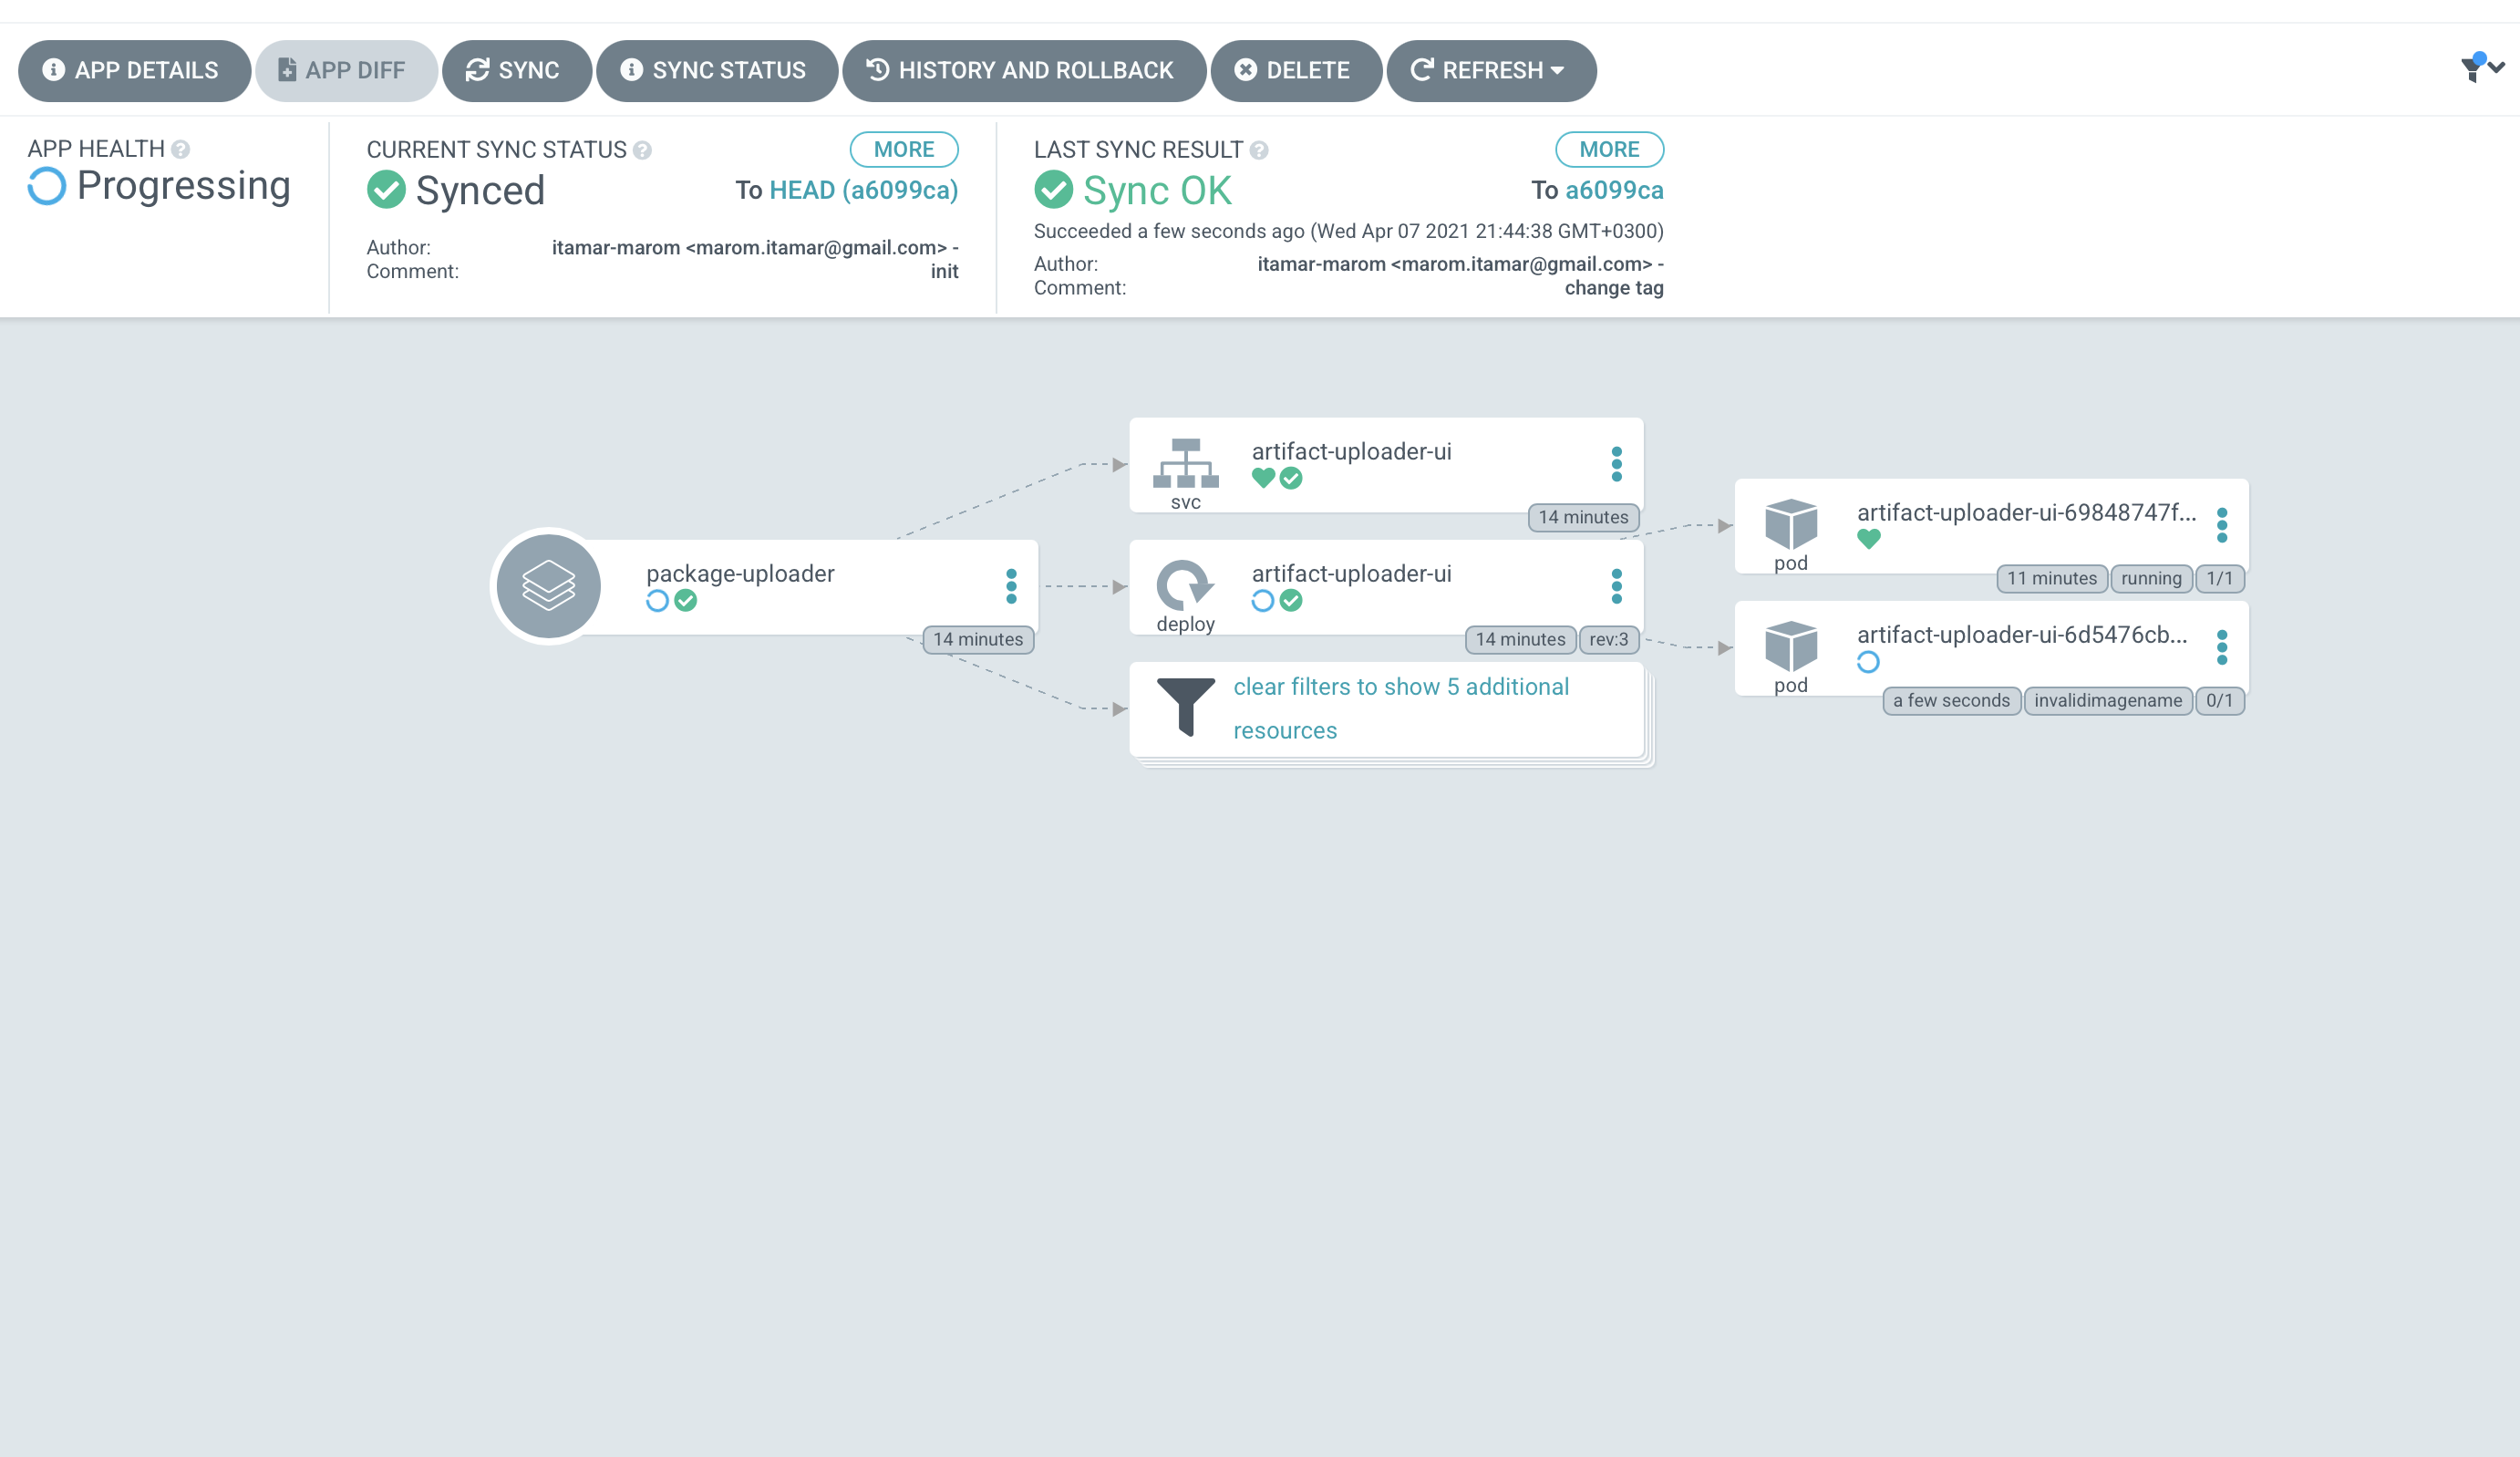 APP DETAILS
APP DIFF
SYNC
SYNC STATUS
HISTORY AND ROLLBACK
DELETE
REFRESH
APP HEALTH
Progressing
CURRENT SYNC STATUS
MORE
Synced
To HEAD (a6099ca)
Author: itamar-marom <marom.itamar@gmail.com> -
Comment: init
LAST SYNC RESULT
MORE
Sync OK
To a6099ca
Succeeded a few seconds ago (Wed Apr 07 2021 21:44:38 GMT+0300)
Author: itamar-marom <marom.itamar@gmail.com> -
Comment: change tag
package-uploader
14 minutes
svc
artifact-uploader-ui
14 minutes
deploy
artifact-uploader-ui
14 minutes
rev:3
clear filters to show 5 additional
resources
pod
artifact-uploader-ui-69848747f...
11 minutes
running
1/1
pod
artifact-uploader-ui-6d5476cb...
a few seconds
invalidimagename
0/1